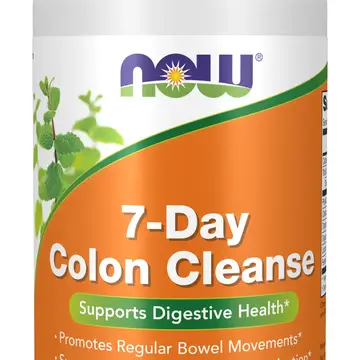 now
7-Day
Colon Cleanse
Supports Digestive Health*
• Promotes Regular Bowel Movements*